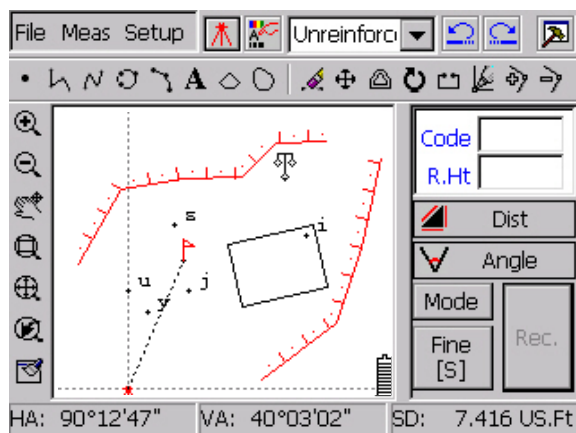 File Meas Setup Unreinforc
A
Code
R.Ht
Dist
Angle
Mode
Fine
[S]
Rec.
s
i
u
j
y
HA: 90°12'47" VA: 40°03'02" SD: 7.416 US.Ft